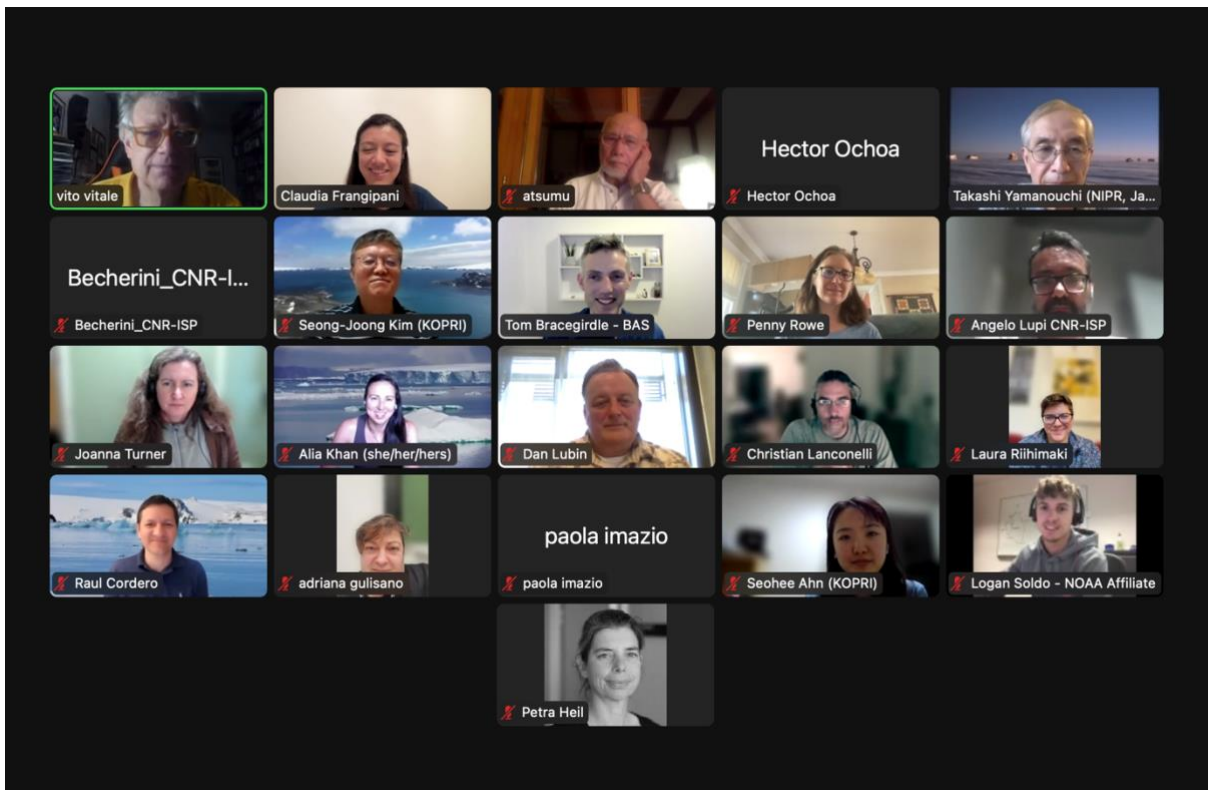 vito vitale
Claudia Frangipani
atsumu
Hector Ochoa
Hector Ochoa
Takashi Yamanouchi (NIPR, Ja...
Becherini_CNR-I...
Becherini_CNR-ISP
Seong-Joong Kim (KOPRI)
Tom Bracegirdle - BAS
Penny Rowe
Angelo Lupi CNR-ISP
Joanna Turner
Alia Khan (she/her/hers)
Dan Lubin
Christian Lanconelli
Laura Riihimaki
Raul Cordero
adriana gulisano
paola imazio
paola imazio
Seohee Ahn (KOPRI)
Logan Soldo - NOAA Affiliate
Petra Heil